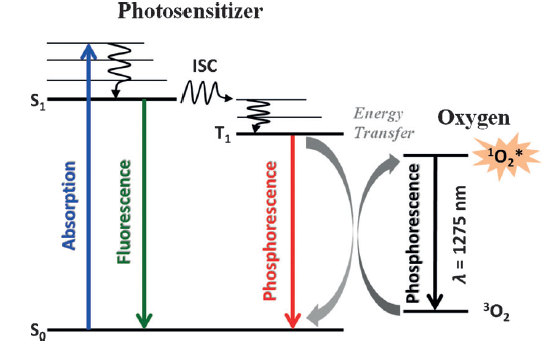 Photosensitizer
ISC
S₁
T₁
Energy
Transfer
Oxygen
¹O₂*
Absorption
Fluorescence
Phosphorescence
Phosphorescence
λ = 1275 nm
³O₂
S₀